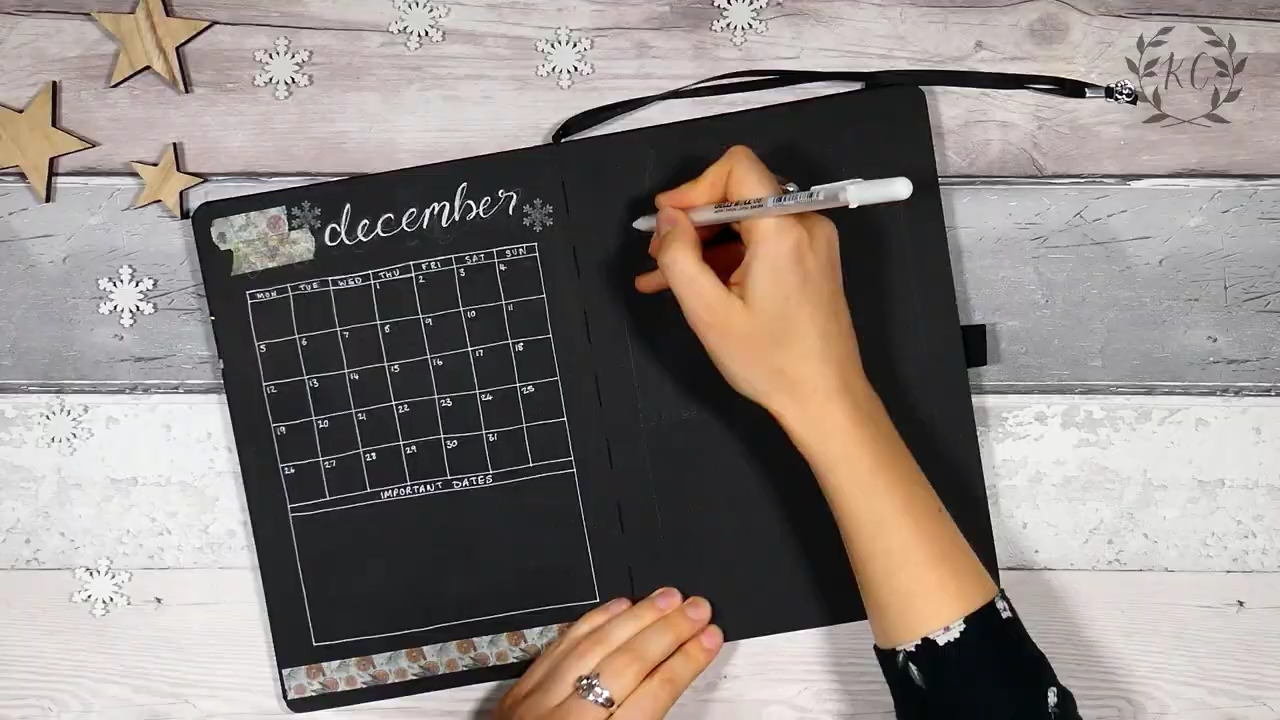 KC
december
MON TUE WED THU FRI SAT SUN
1 2 3 4
5 6 7 8 9 10 11
12 13 14 15 16 17 18
19 20 21 22 23 24 25
26 27 28 29 30 31
IMPORTANT DATES